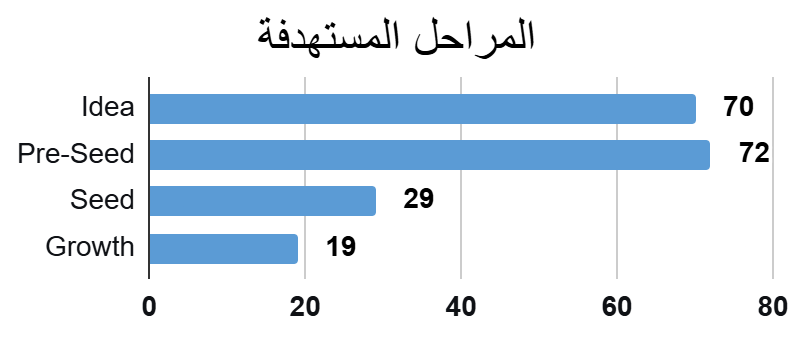 المراحل المستهدفة
Idea 70
Pre-Seed 72
Seed 29
Growth 19
0 20 40 60 80